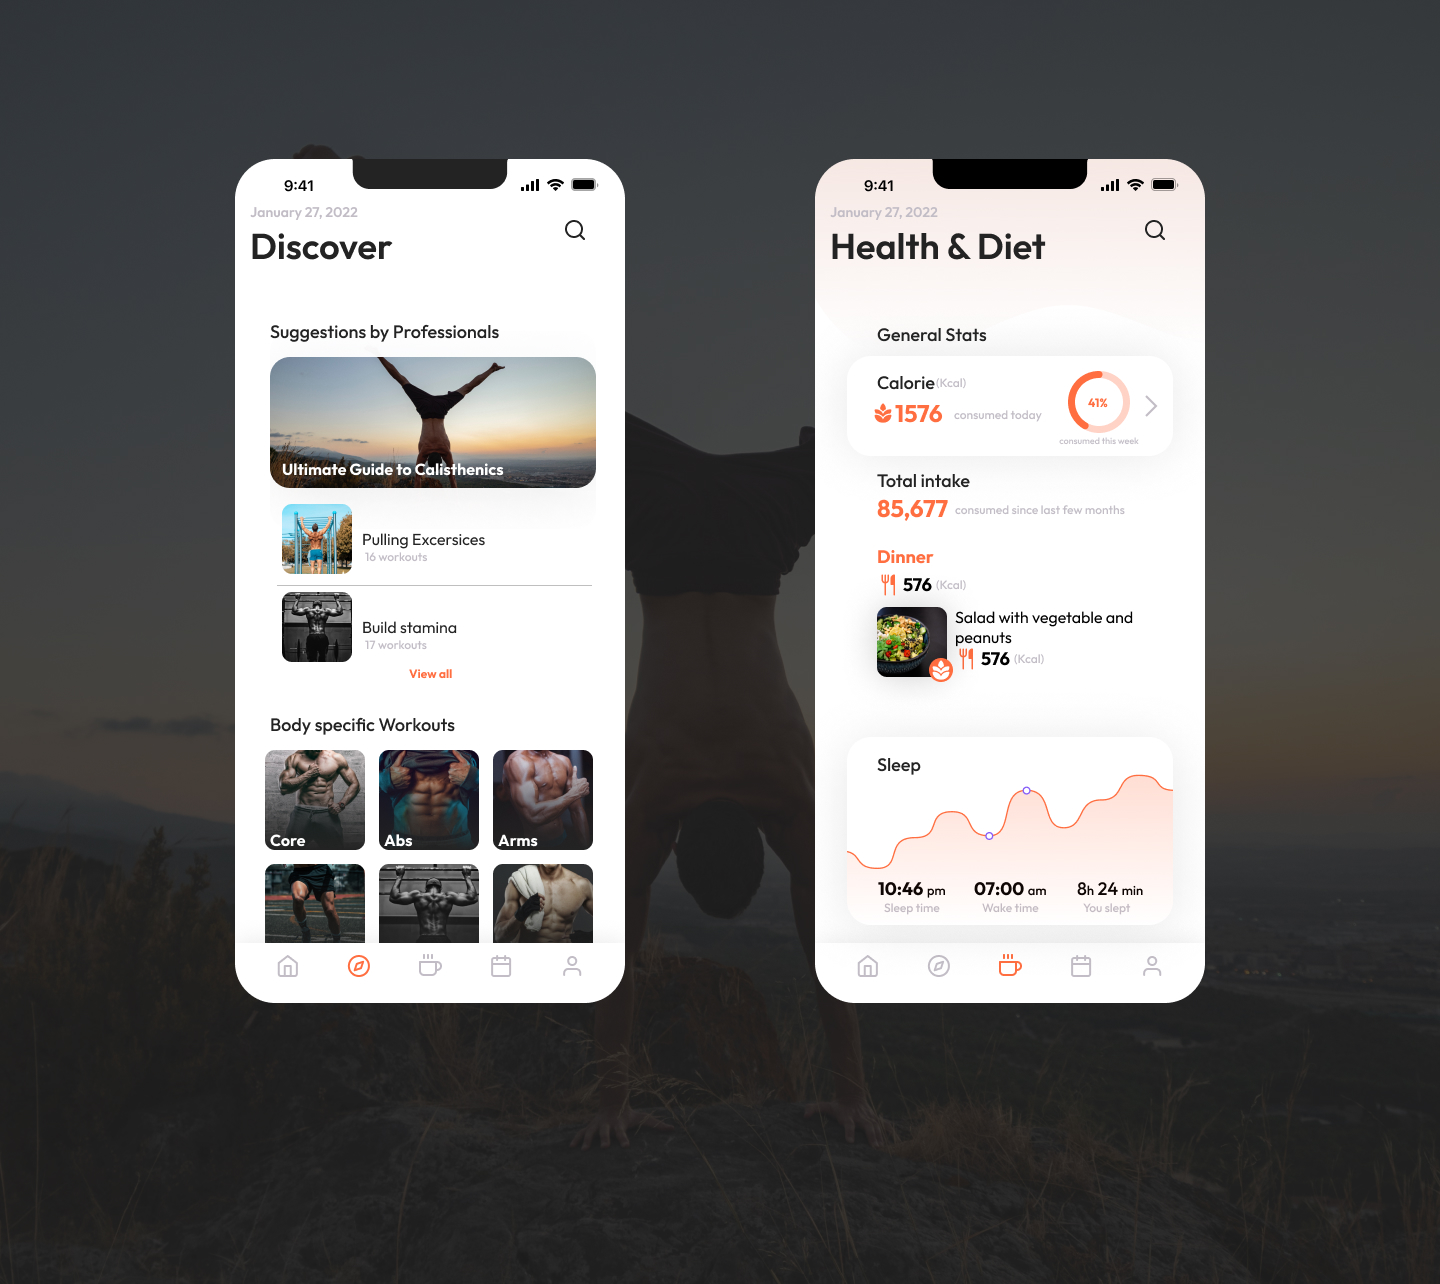 9:41
January 27, 2022
Discover
Suggestions by Professionals
Ultimate Guide to Calisthenics
Pulling Excersices
16 workouts
Build stamina
17 workouts
View all
Body specific Workouts
Core
Abs
Arms
9:41
January 27, 2022
Health & Diet
General Stats
Calorie(Kcal)
1576 consumed today
41%
consumed this week
Total intake
85,677 consumed since last few months
Dinner
576 (Kcal)
Salad with vegetable and
peanuts
576 (Kcal)
Sleep
10:46 pm
Sleep time
07:00 am
Wake time
8h 24 min
You slept